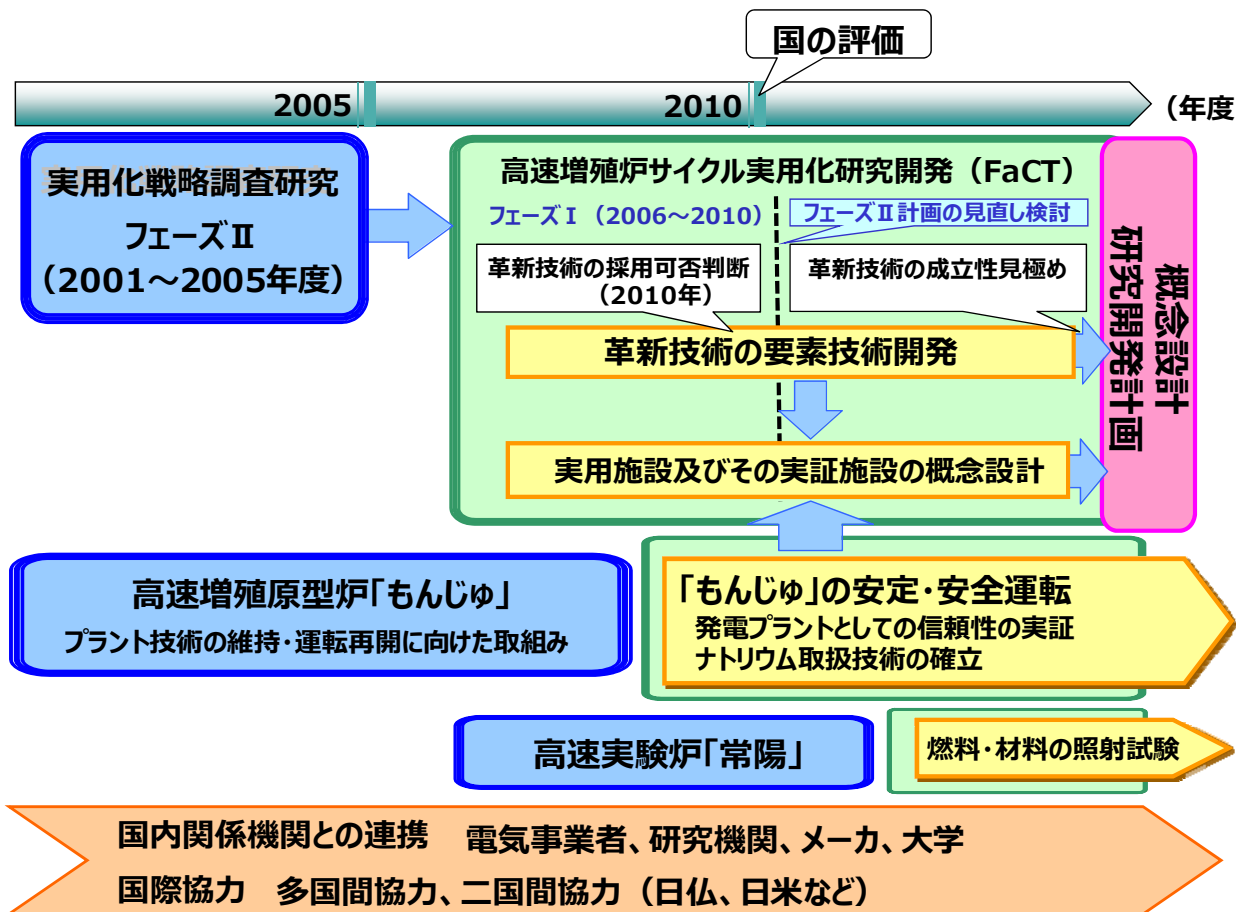 国の評価
2005
2010
(年度
実用化戦略調査研究
フェーズⅡ
(2001～2005年度)
高速増殖炉サイクル実用化研究開発(FaCT)
フェーズⅠ(2006～2010)
フェーズⅡ計画の見直し検討
革新技術の採用可否判断
(2010年)
革新技術の成立性見極め
革新技術の要素技術開発
実用施設及びその実証施設の概念設計
概念設計
研究開発計画
高速増殖原型炉「もんじゅ」
プラント技術の維持・運転再開に向けた取組み
「もんじゅ」の安定・安全運転
発電プラントとしての信頼性の実証
ナトリウム取扱技術の確立
高速実験炉「常陽」
燃料・材料の照射試験
国内関係機関との連携 電気事業者、研究機関、メーカ、大学
国際協力 多国間協力、二国間協力(日仏、日米など)